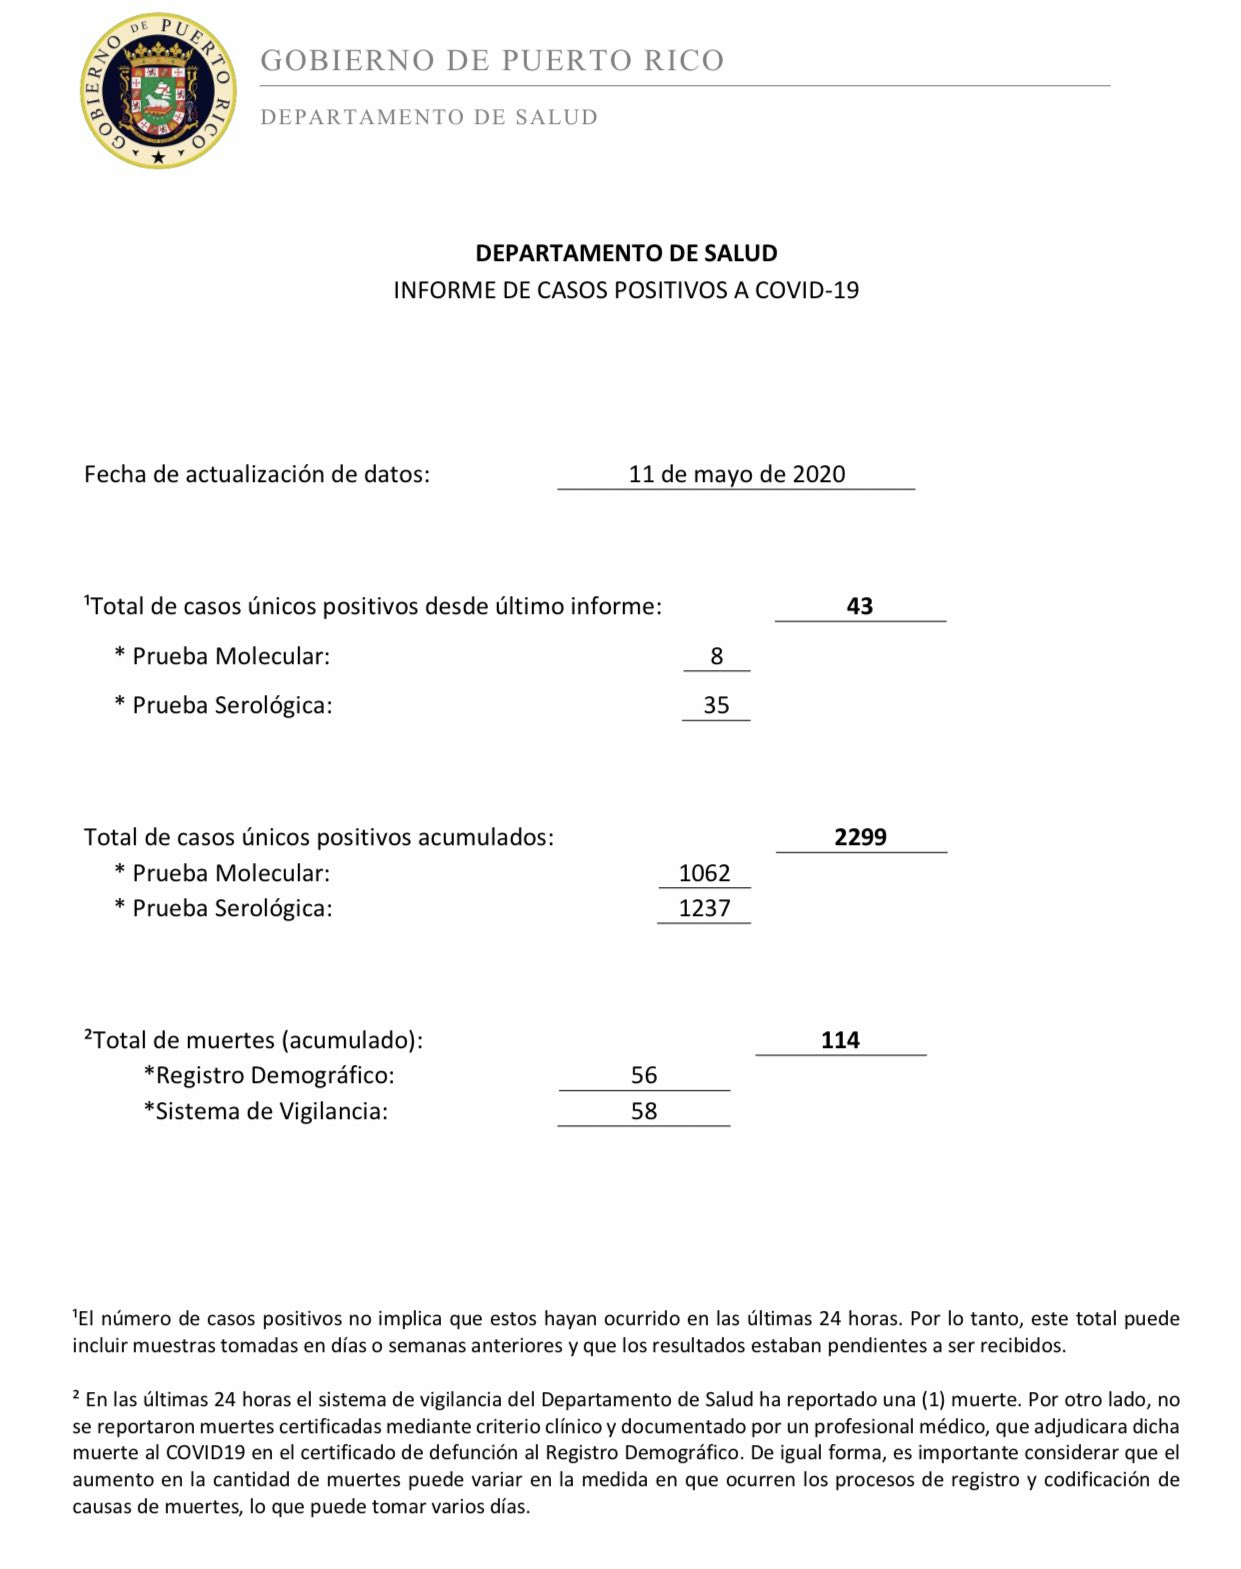 GOBIERNO DE PUERTO RICO
GOBIERNO DE PUERTO RICO
DEPARTAMENTO DE SALUD
DEPARTAMENTO DE SALUD
INFORME DE CASOS POSITIVOS A COVID-19
Fecha de actualización de datos: 11 de mayo de 2020
¹Total de casos únicos positivos desde último informe: 43
* Prueba Molecular: 8
* Prueba Serológica: 35
Total de casos únicos positivos acumulados: 2299
* Prueba Molecular: 1062
* Prueba Serológica: 1237
²Total de muertes (acumulado): 114
*Registro Demográfico: 56
*Sistema de Vigilancia: 58
¹El número de casos positivos no implica que estos hayan ocurrido en las últimas 24 horas. Por lo tanto, este total puede
incluir muestras tomadas en días o semanas anteriores y que los resultados estaban pendientes a ser recibidos.
² En las últimas 24 horas el sistema de vigilancia del Departamento de Salud ha reportado una (1) muerte. Por otro lado, no
se reportaron muertes certificadas mediante criterio clínico y documentado por un profesional médico, que adjudicara dicha
muerte al COVID19 en el certificado de defunción al Registro Demográfico. De igual forma, es importante considerar que el
aumento en la cantidad de muertes puede variar en la medida en que ocurren los procesos de registro y codificación de
causas de muertes, lo que puede tomar varios días.